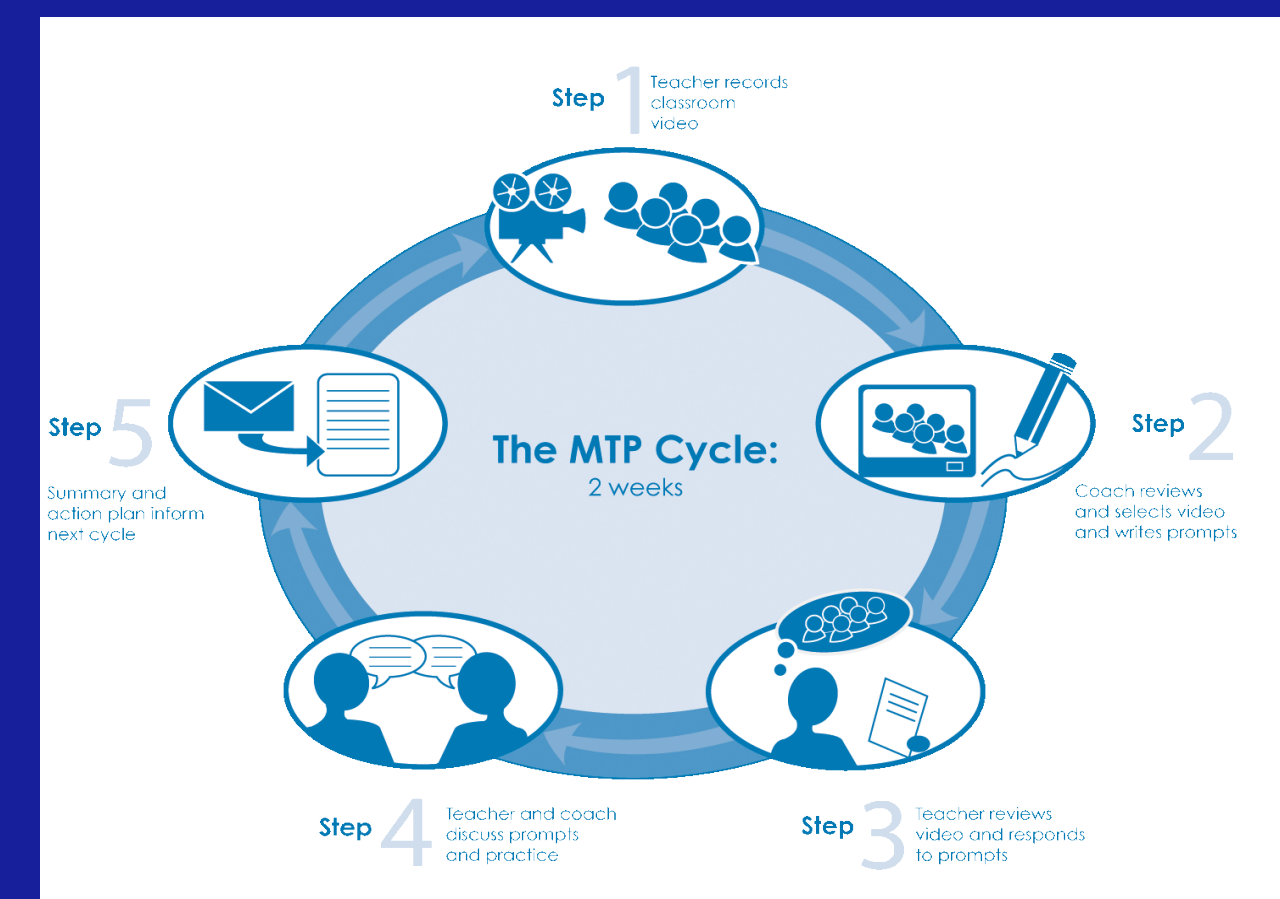 Step 1
Teacher records
classroom
video
The MTP Cycle:
2 weeks
Step 2
Coach reviews
and selects video
and writes prompts
Step 3
Teacher reviews
video and responds
to prompts
Step 4
Teacher and coach
discuss prompts
and practice
Step 5
Summary and
action plan inform
next cycle